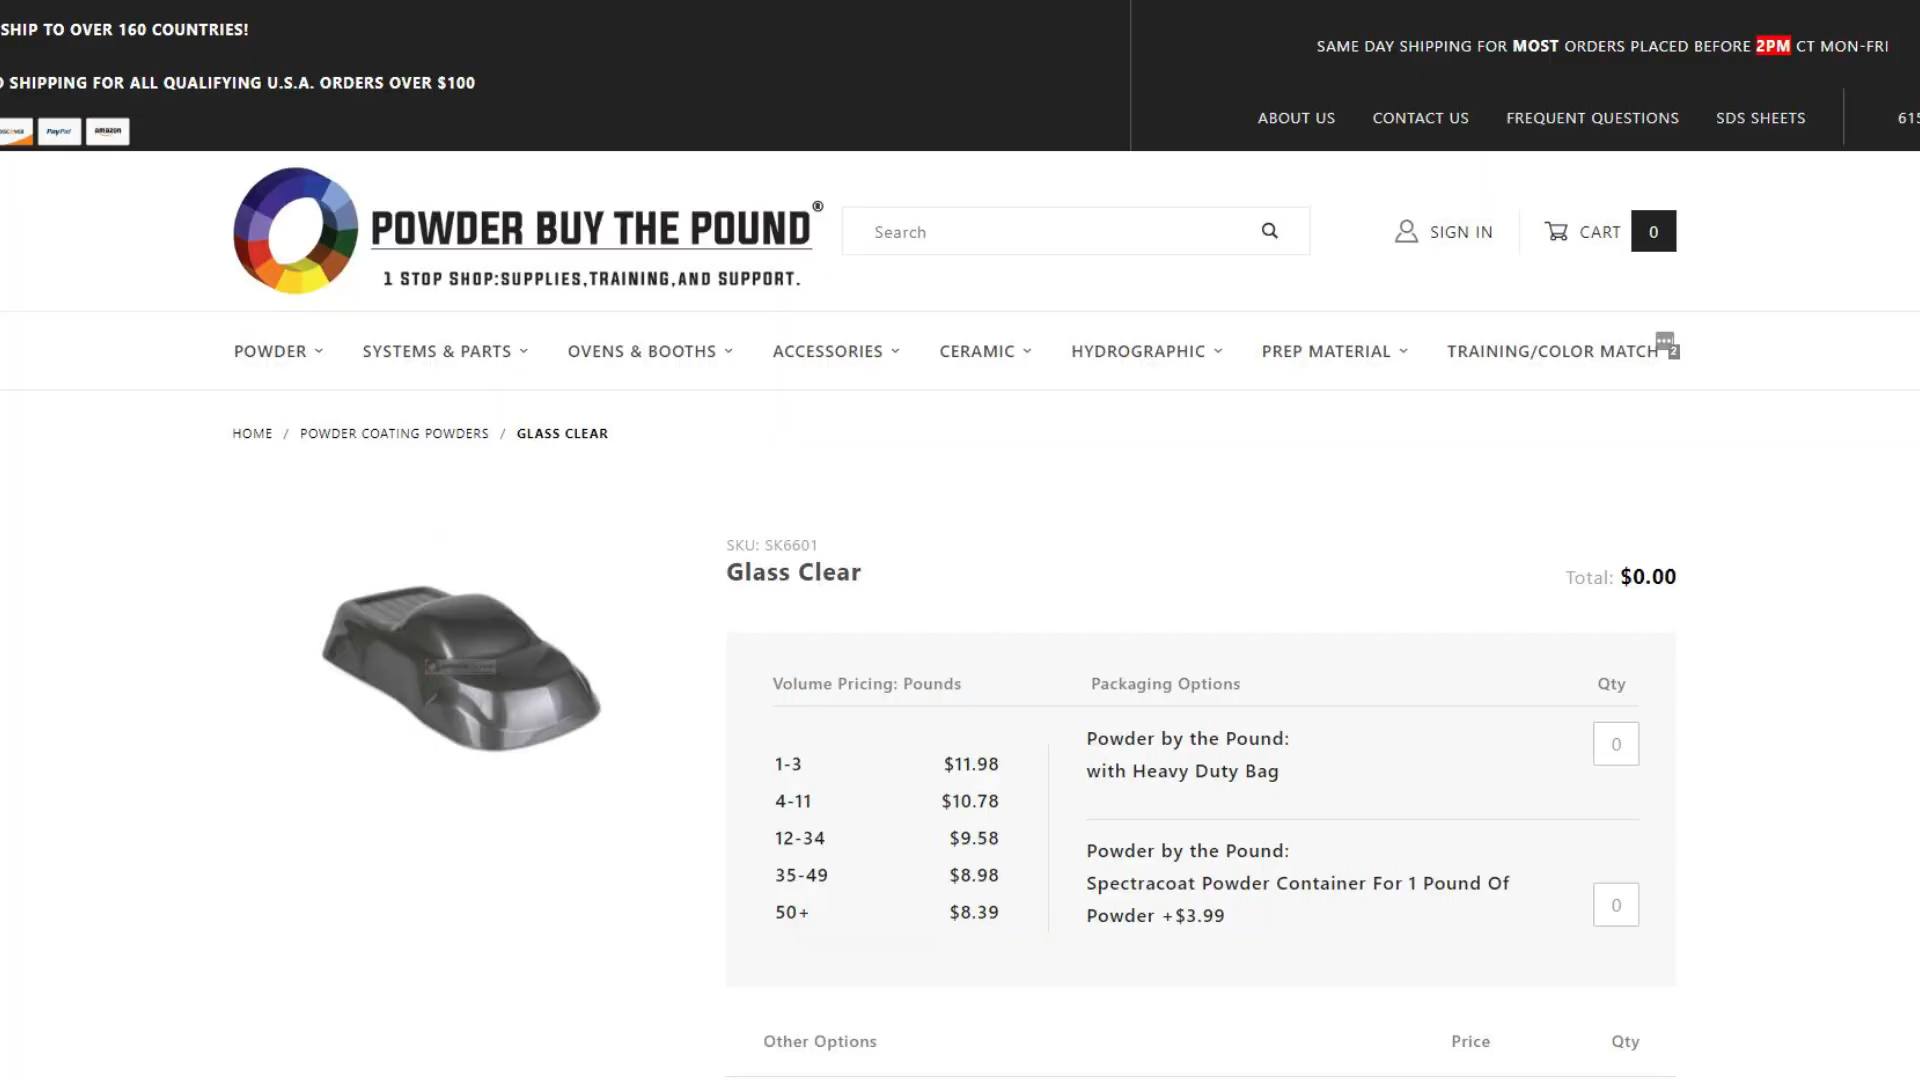 SHIP TO OVER 160 COUNTRIES!
SHIPPING FOR ALL QUALIFYING U.S.A. ORDERS OVER $100
DISCOVER PayPal amazon
SAME DAY SHIPPING FOR MOST ORDERS PLACED BEFORE 2PM CT MON-FRI
ABOUT US CONTACT US FREQUENT QUESTIONS SDS SHEETS 615
POWDER BUY THE POUND®
1 STOP SHOP:SUPPLIES,TRAINING,AND SUPPORT.
Search
SIGN IN
CART 0
POWDER SYSTEMS & PARTS OVENS & BOOTHS ACCESSORIES CERAMIC HYDROGRAPHIC PREP MATERIAL TRAINING/COLOR MATCH
2
HOME / POWDER COATING POWDERS / GLASS CLEAR
SKU: SK6601
Glass Clear
Total: $0.00
Volume Pricing: Pounds Packaging Options Qty
1-3 $11.98
4-11 $10.78
12-34 $9.58
35-49 $8.98
50+ $8.39
Powder by the Pound:
with Heavy Duty Bag
0
Powder by the Pound:
Spectracoat Powder Container For 1 Pound Of
Powder +$3.99
0
Other Options Price Qty